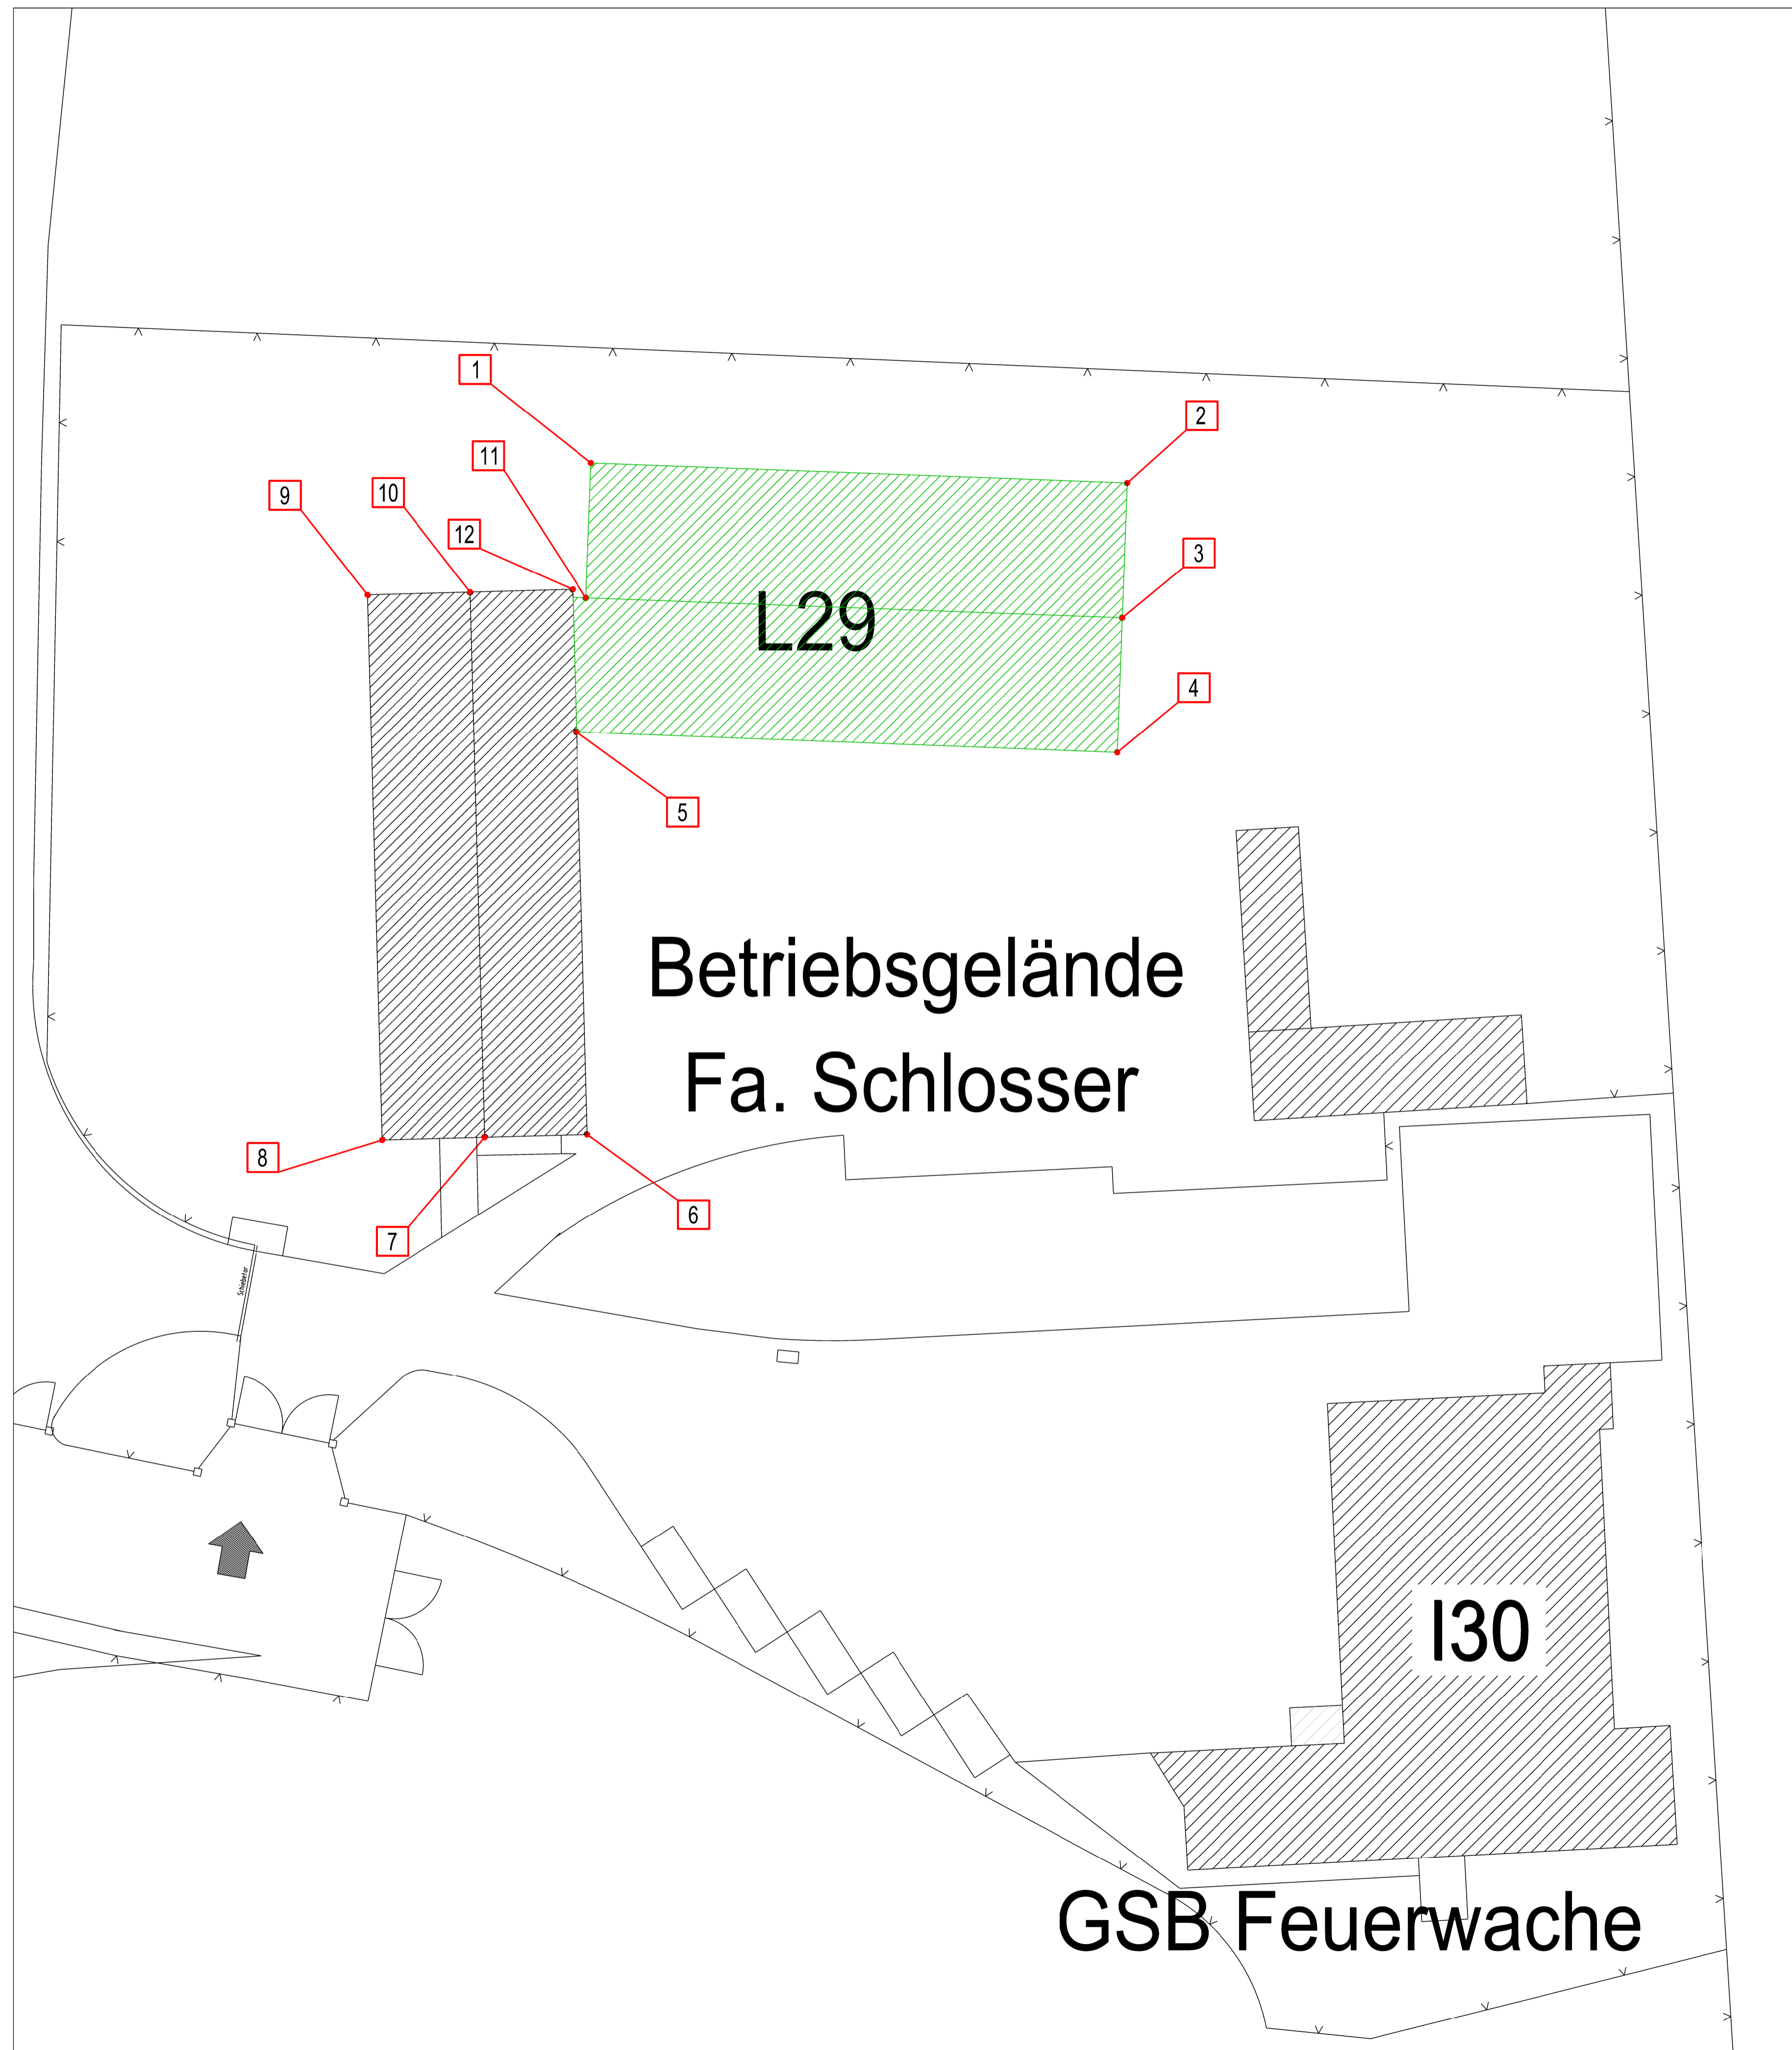 1
2
11
9
10
12
3
L29
4
5
Betriebsgelände
Fa. Schlosser
8
6
7
Schiebetor
I30
GSB Feuerwache